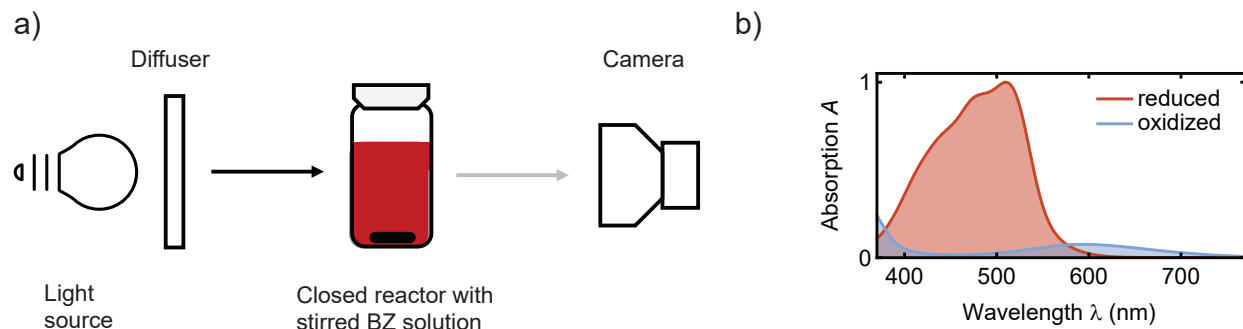 a)
Diffuser
Camera
Light
source
Closed reactor with
stirred BZ solution
b)
1
reduced
oxidized
Absorption A
0
400 500 600 700
Wavelength λ (nm)